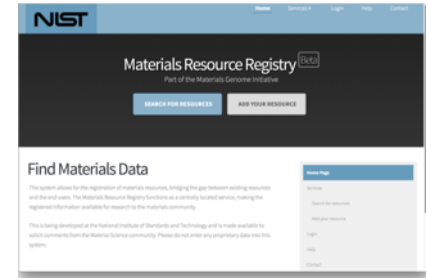 NIST
Home Services Login Help Contact
Materials Resource Registry Beta
Part of the Materials Genome Initiative
SEARCH FOR RESOURCES ADD YOUR RESOURCE
Find Materials Data
This system allows for the registration of materials resources, bridging the gap between existing resources
and the end users. The Materials Resource Registry functions as a centrally located service, making the
registered information available for research to the materials community.
This is being developed at the National Institute of Standards and Technology and is made available to
solicit comments from the Material Science community. Please do not enter any proprietary data into this
system.
Home Page
Services
Search for resources
Add your resource
Login
Help
Contact